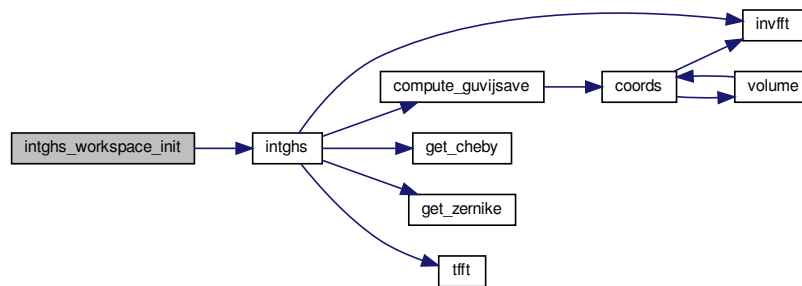 invfft
compute_guvijsave
coords
volume
intghs_workspace_init
intghs
get_cheby
get_zernike
tfft